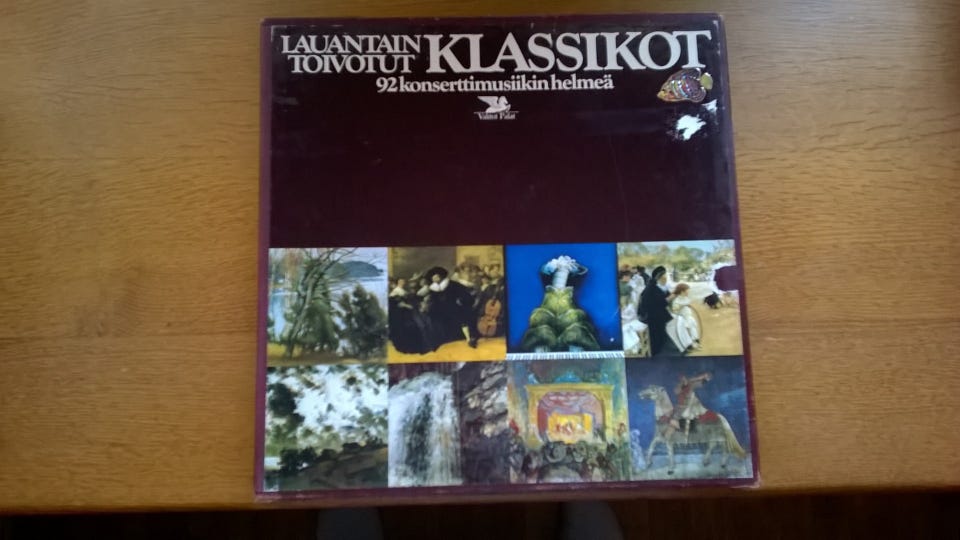 LAUANTAIN
TOIVOTUT KLASSIKOT
92 konserttimusiikin helmeä
Valitut Palat